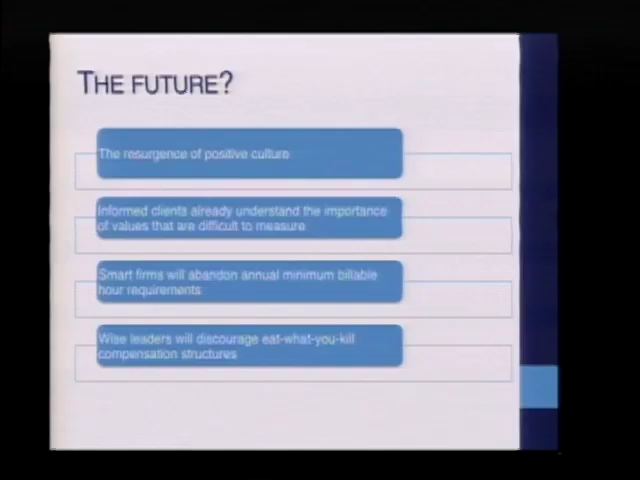 THE FUTURE?
The resurgence of positive culture
Informed clients already understand the importance
of values that are difficult to measure
Smart firms will abandon annual minimum billable
hour requirements
Wise leaders will discourage eat-what-you-kill
compensation structures